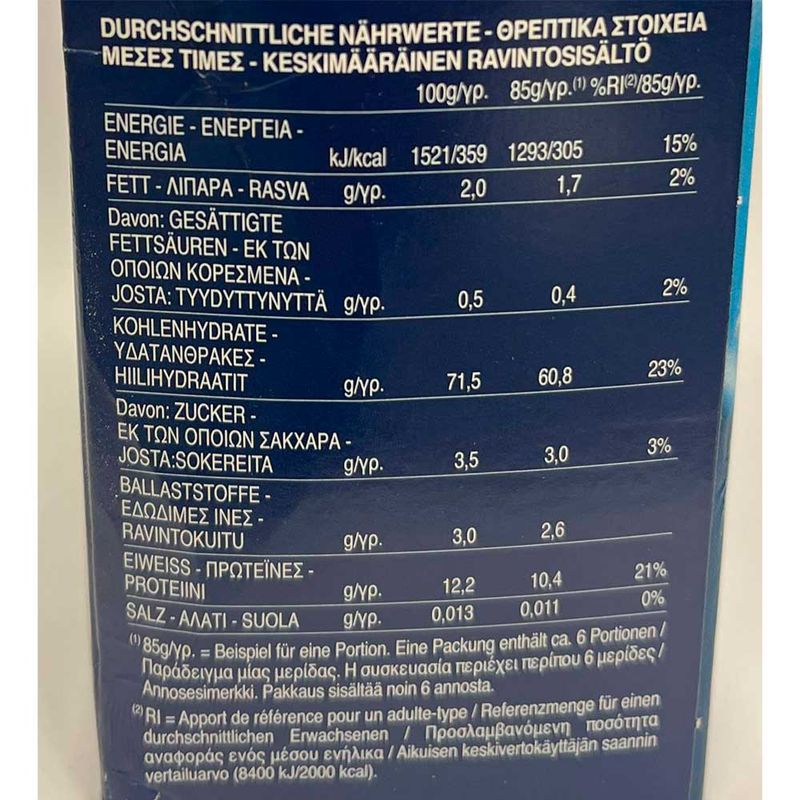 DURCHSCHNITTLICHE NÄHRWERTE - ΘΡΕΠΤΙΚΑ ΣΤΟΙΧΕΙΑ
ΜΕΣΕΣ ΤΙΜΕΣ - KESKIMÄÄRÄINEN RAVINTOSISÄLTÖ
100g/γρ. 85g/γρ.(1) %RI(2)/85g/γρ.
ENERGIE - ΕΝΕΡΓΕΙΑ -
ENERGIA kJ/kcal 1521/359 1293/305 15%
FETT - ΛΙΠΑΡΑ - RASVA g/γρ. 2,0 1,7 2%
Davon: GESÄTTIGTE
FETTSÄUREN - ΕΚ ΤΩΝ
ΟΠΟΙΩΝ ΚΟΡΕΣΜΕΝΑ -
JOSTA: TYYDYTTYNYTTÄ g/γρ. 0,5 0,4 2%
KOHLENHYDRATE -
ΥΔΑΤΑΝΘΡΑΚΕΣ -
HIILIHYDRAATIT g/γρ. 71,5 60,8 23%
Davon: ZUCKER -
ΕΚ ΤΩΝ ΟΠΟΙΩΝ ΣΑΚΧΑΡΑ -
JOSTA:SOKEREITA g/γρ. 3,5 3,0 3%
BALLASTSTOFFE -
ΕΔΩΔΙΜΕΣ ΙΝΕΣ -
RAVINTOKUITU g/γρ. 3,0 2,6
EIWEISS - ΠΡΩΤΕΪΝΕΣ -
PROTEIINI g/γρ. 12,2 10,4 21%
SALZ - ΑΛΑΤΙ - SUOLA g/γρ. 0,013 0,011 0%
(1) 85g/γρ. = Beispiel für eine Portion. Eine Packung enthält ca. 6 Portionen /
Παράδειγμα μίας μερίδας. Η συσκευασία περιέχει περίπου 6 μερίδες /
Annosesimerkki. Pakkaus sisältää noin 6 annosta.
(2) RI = Apport de référence pour un adulte-type / Referenzmenge für einen
durchschnittlichen Erwachsenen / Προσλαμβανόμενη ποσότητα
αναφοράς ενός μέσου ενήλικα / Aikuisen keskivertokäyttäjän saannin
vertailuarvo (8400 kJ/2000 kcal).